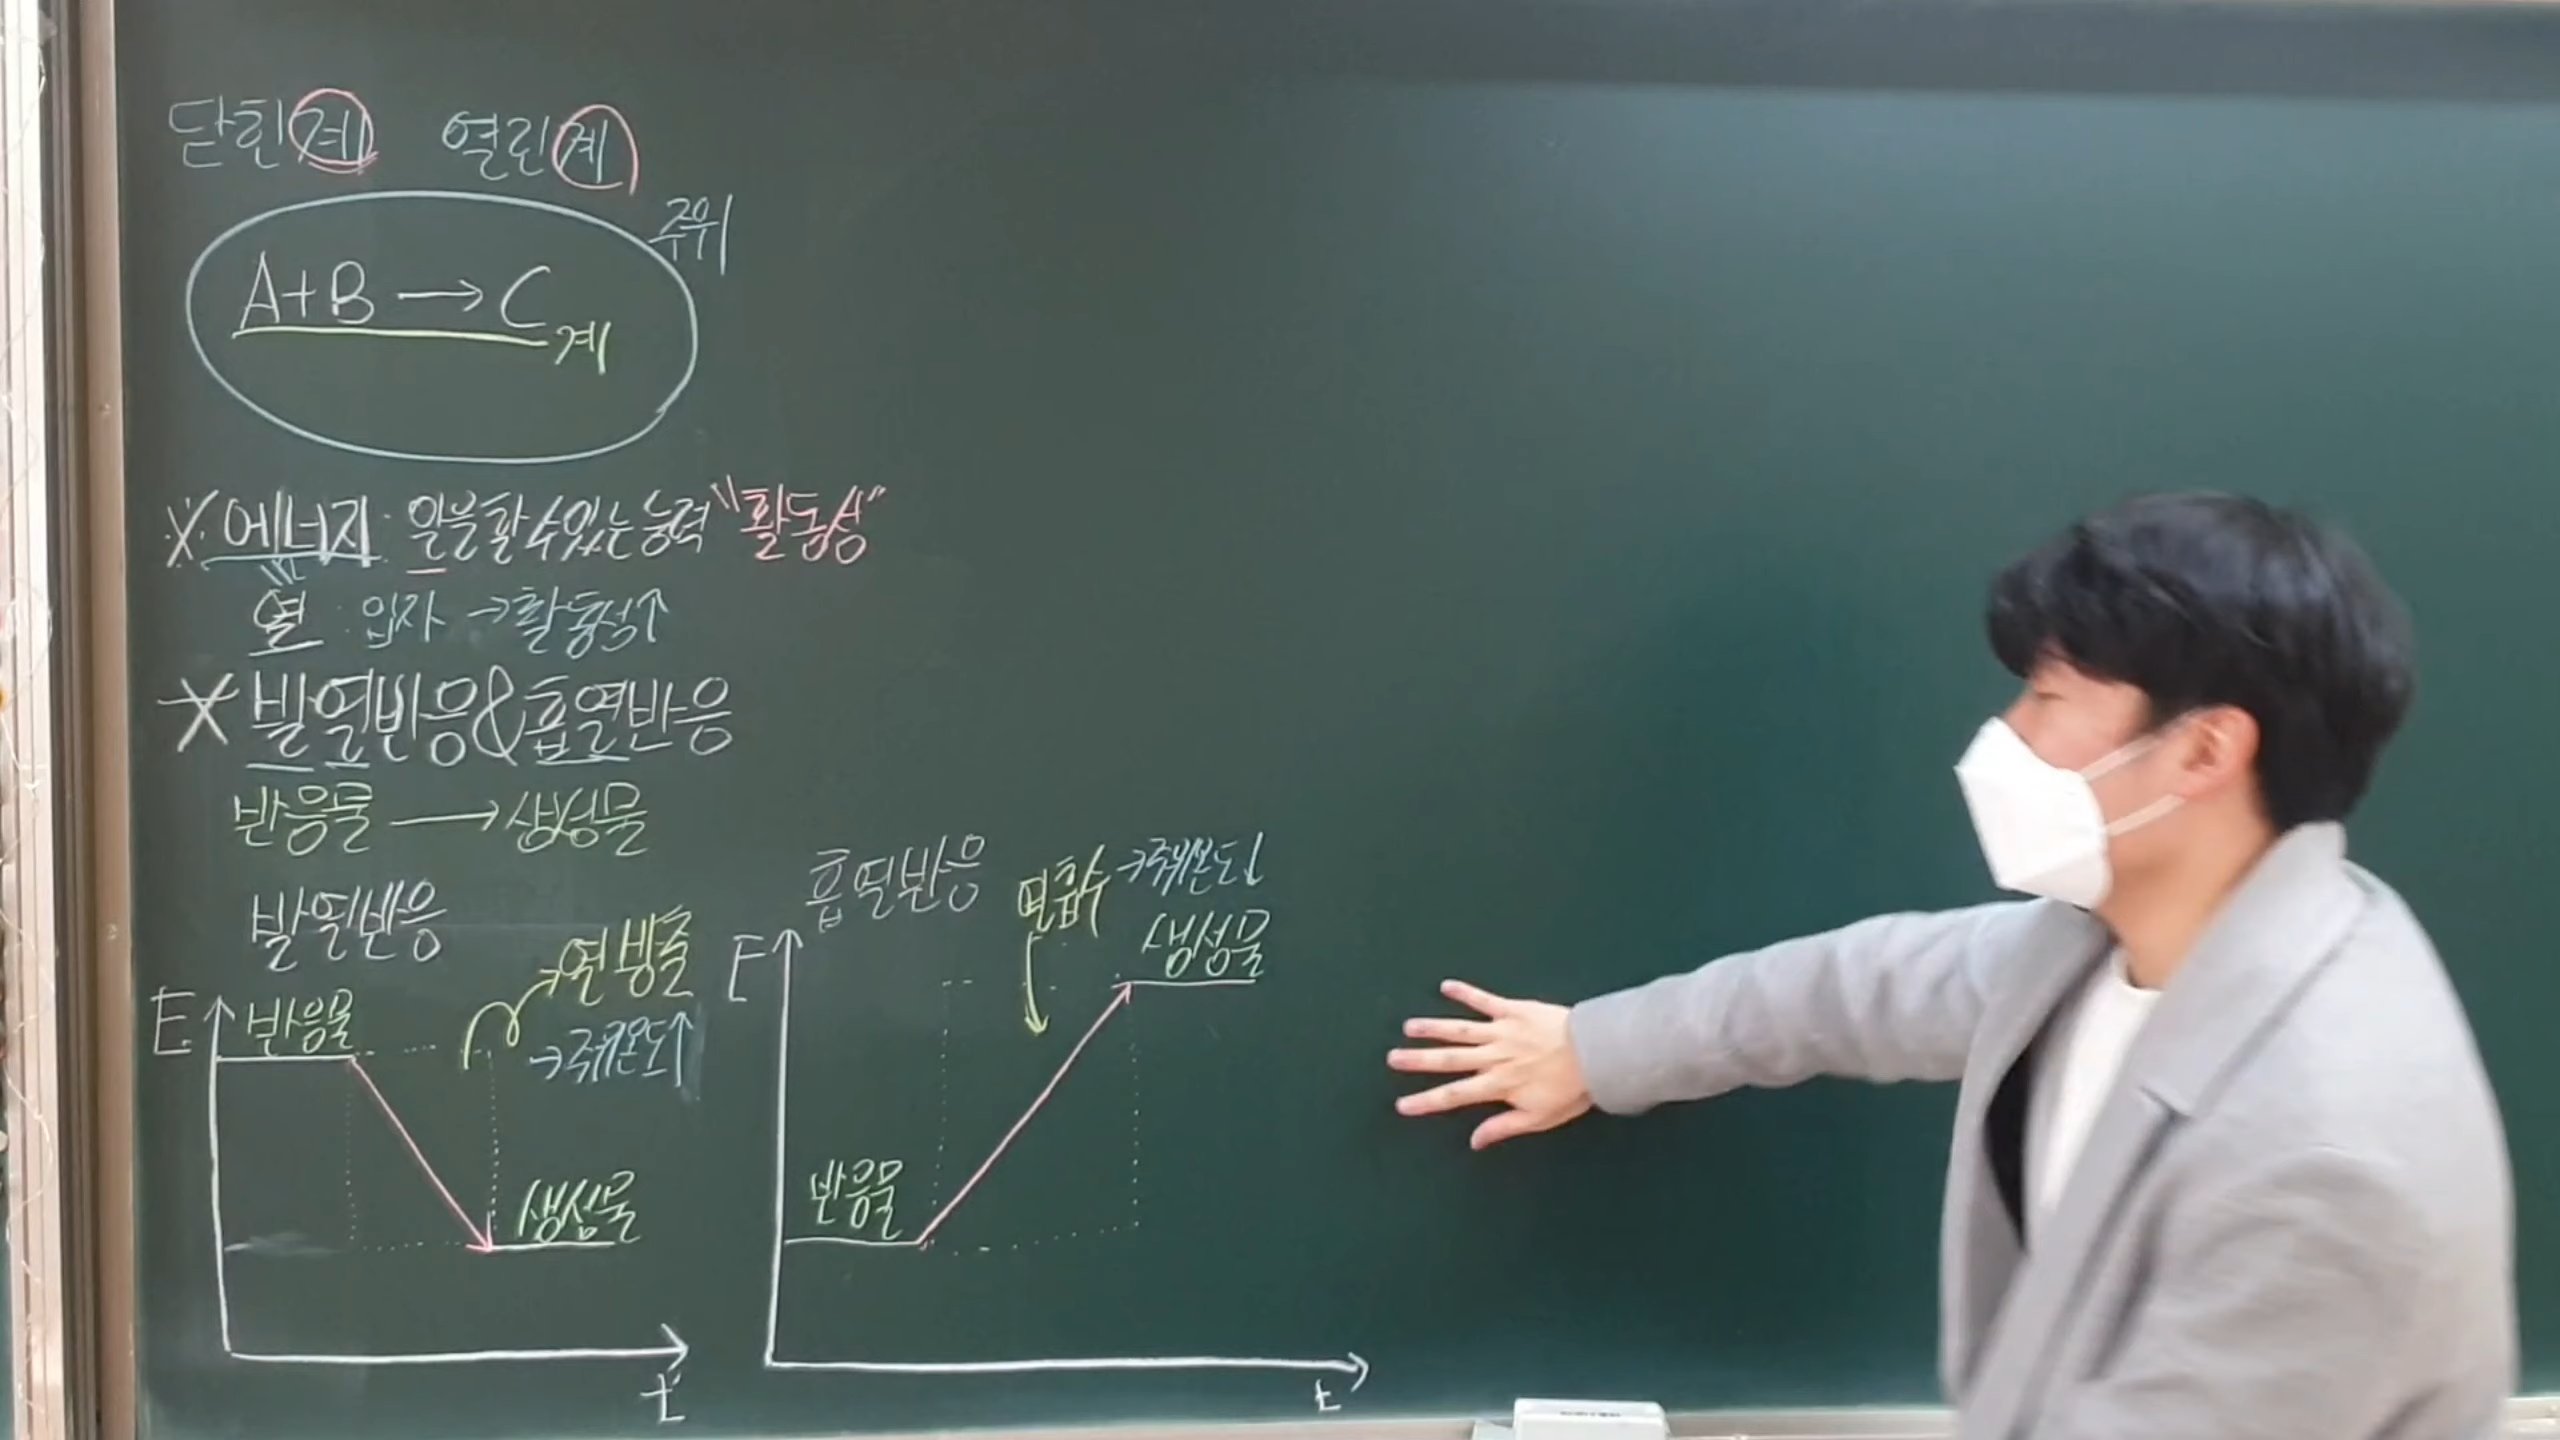 닫힌계 열린계
주위
A+B → C
계
※ 에너지: 일을 할 수 있는 능력 "활동성"
열 : 입자 → 활동성↑
※ 발열반응 & 흡열반응
반응물 → 생성물
발열반응
E
반응물
→ 열 방출
→ 주위온도↑
생성물
t
흡열반응
열흡수 → 주위온도↓
E
생성물
반응물
t